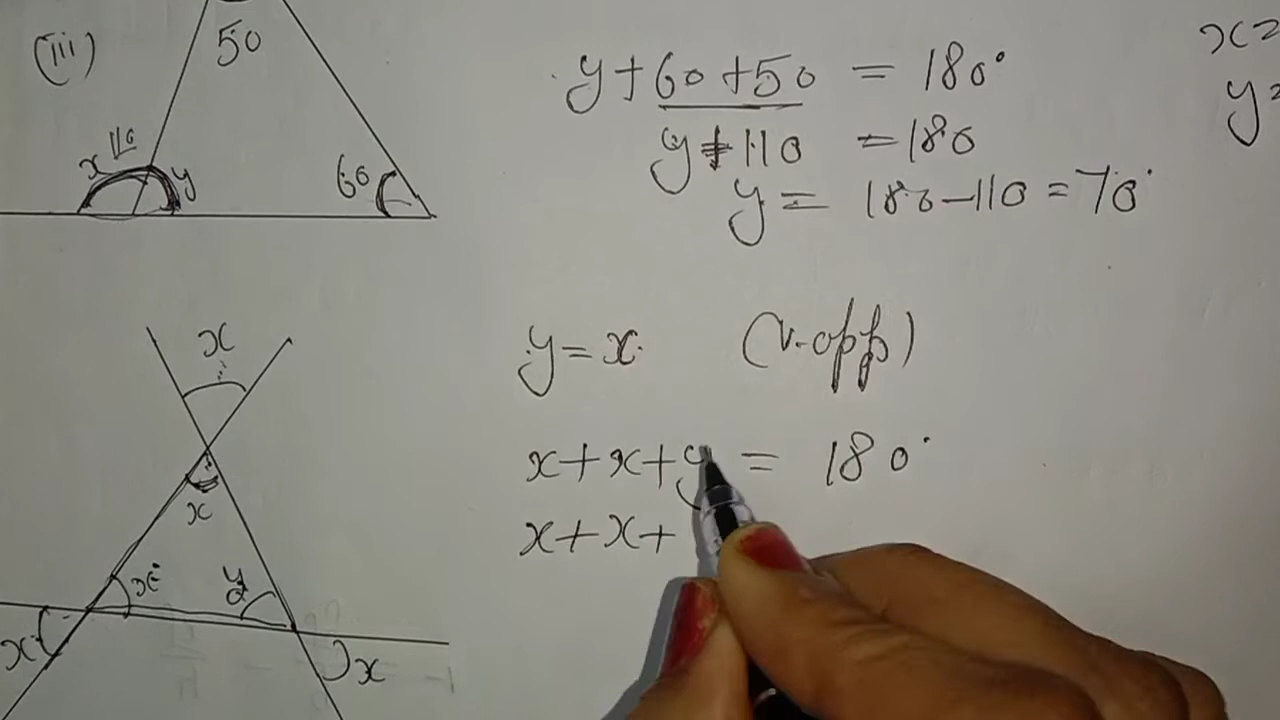 (iii)
50
x 110
y
60
y + 60 + 50 = 180°
y + 110 = 180
y = 180 - 110 = 70°
x =
y =
x
x
x°
y
x
x
y = x (v.opp)
x + x + y = 180°
x + x +